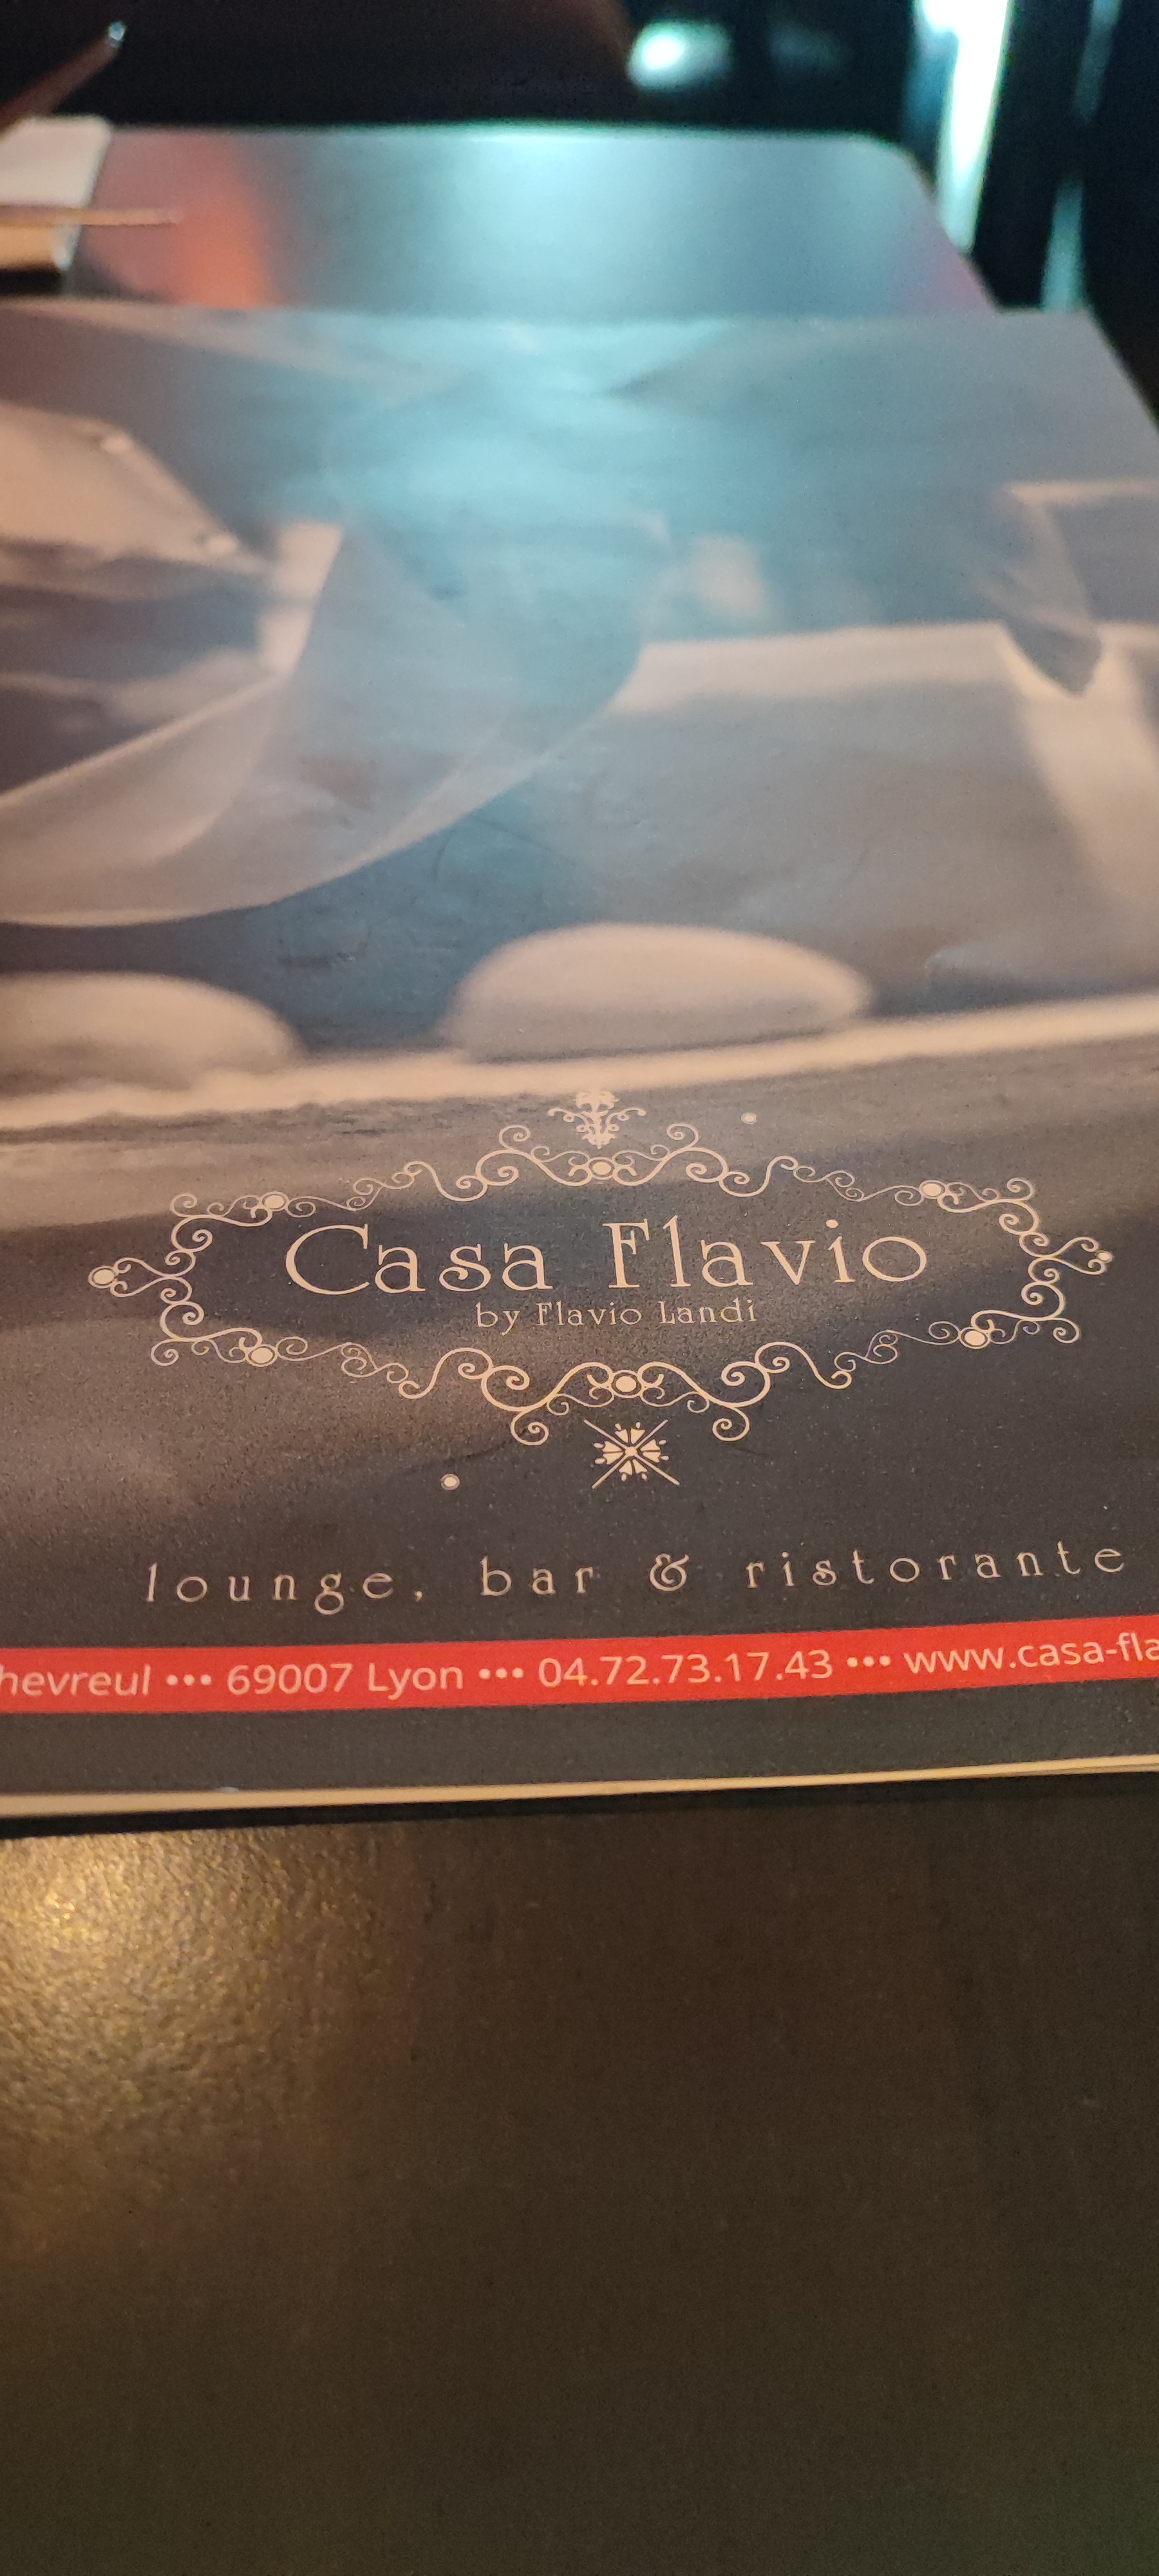 Casa Flavio
by Flavio Landi
lounge, bar & ristorante
hevreul ••• 69007 Lyon ••• 04.72.73.17.43 ••• www.casa-fla